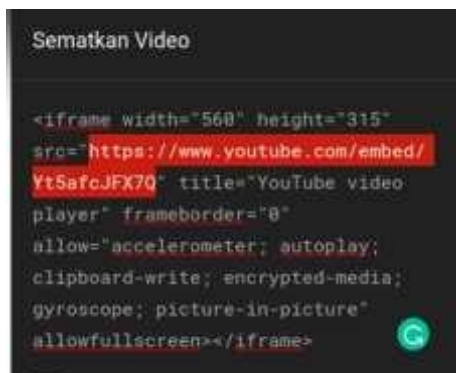 Sematkan Video
<iframe width="560" height="315"
src="https://www.youtube.com/embed/
Yt5afcJFX7Q" title="YouTube video
player" frameborder="0"
allow="accelerometer; autoplay;
clipboard-write; encrypted-media;
gyroscope; picture-in-picture"
allowfullscreen></iframe>